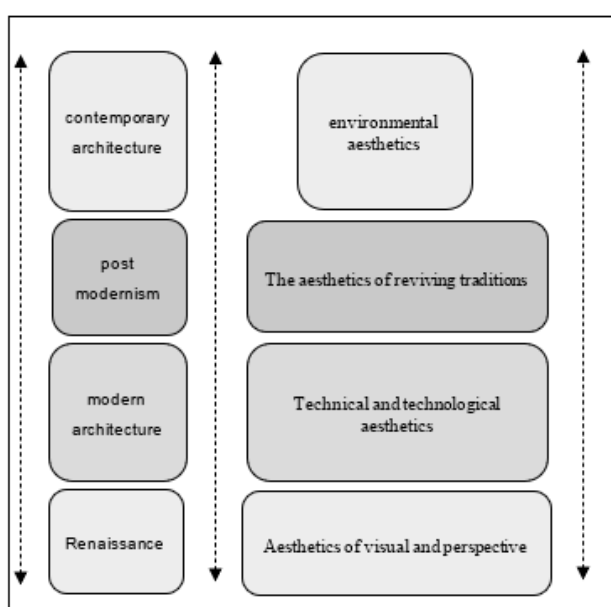 contemporary
architecture
environmental
aesthetics
post
modernism
The aesthetics of reviving traditions
modern
architecture
Technical and technological
aesthetics
Renaissance
Aesthetics of visual and perspective